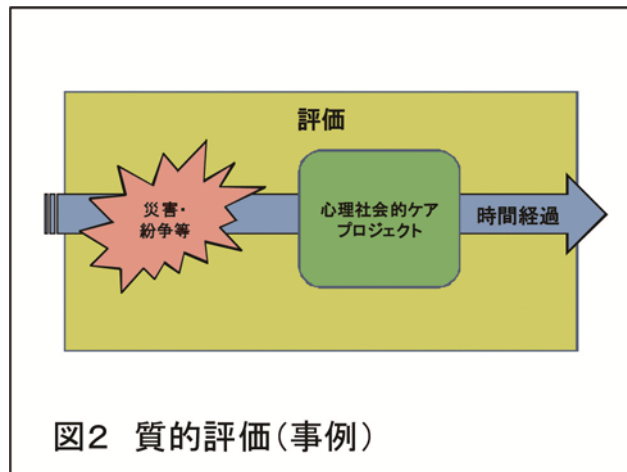 評価
災害・
紛争等
心理社会的ケア
プロジェクト
時間経過
図2 質的評価(事例)